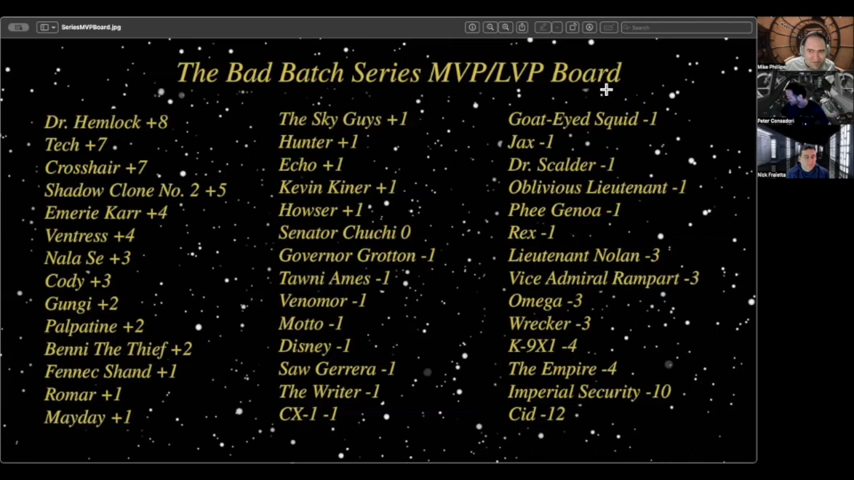 SeriesMVPBoard.jpg
Search
The Bad Batch Series MVP/LVP Board
Dr. Hemlock +8
Tech +7
Crosshair +7
Shadow Clone No. 2 +5
Emerie Karr +4
Ventress +4
Nala Se +3
Cody +3
Gungi +2
Palpatine +2
Benni The Thief +2
Fennec Shand +1
Romar +1
Mayday +1
The Sky Guys +1
Hunter +1
Echo +1
Kevin Kiner +1
Howser +1
Senator Chuchi 0
Governor Grotton -1
Tawni Ames -1
Venomor -1
Motto -1
Disney -1
Saw Gerrera -1
The Writer -1
CX-1 -1
Goat-Eyed Squid -1
Jax -1
Dr. Scalder -1
Oblivious Lieutenant -1
Phee Genoa -1
Rex -1
Lieutenant Nolan -3
Vice Admiral Rampart -3
Omega -3
Wrecker -3
K-9X1 -4
The Empire -4
Imperial Security -10
Cid -12
Mike Phillips
Peter Consadori
Nick Fraletta